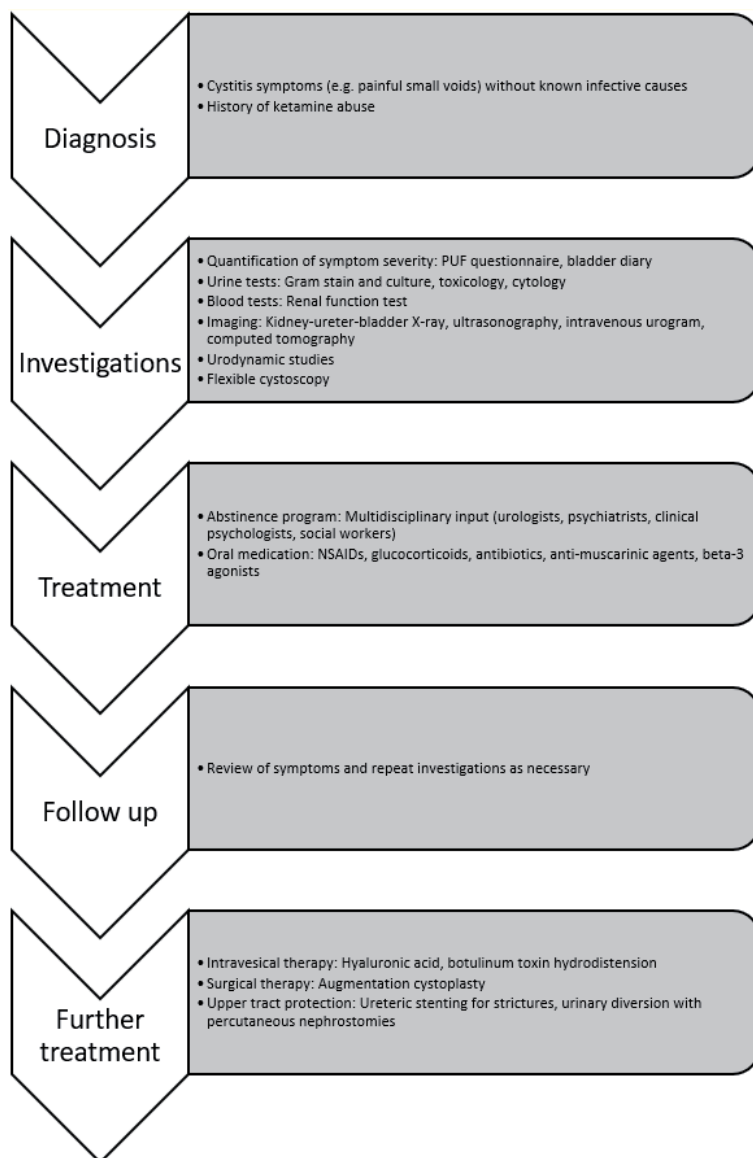 Diagnosis
• Cystitis symptoms (e.g. painful small voids) without known infective causes
• History of ketamine abuse
Investigations
• Quantification of symptom severity: PUF questionnaire, bladder diary
• Urine tests: Gram stain and culture, toxicology, cytology
• Blood tests: Renal function test
• Imaging: Kidney-ureter-bladder X-ray, ultrasonography, intravenous urogram,
computed tomography
• Urodynamic studies
• Flexible cystoscopy
Treatment
• Abstinence program: Multidisciplinary input (urologists, psychiatrists, clinical
psychologists, social workers)
• Oral medication: NSAIDs, glucocorticoids, antibiotics, anti-muscarinic agents, beta-3
agonists
Follow up
• Review of symptoms and repeat investigations as necessary
Further
treatment
• Intravesical therapy: Hyaluronic acid, botulinum toxin hydrodistension
• Surgical therapy: Augmentation cystoplasty
• Upper tract protection: Ureteric stenting for strictures, urinary diversion with
percutaneous nephrostomies